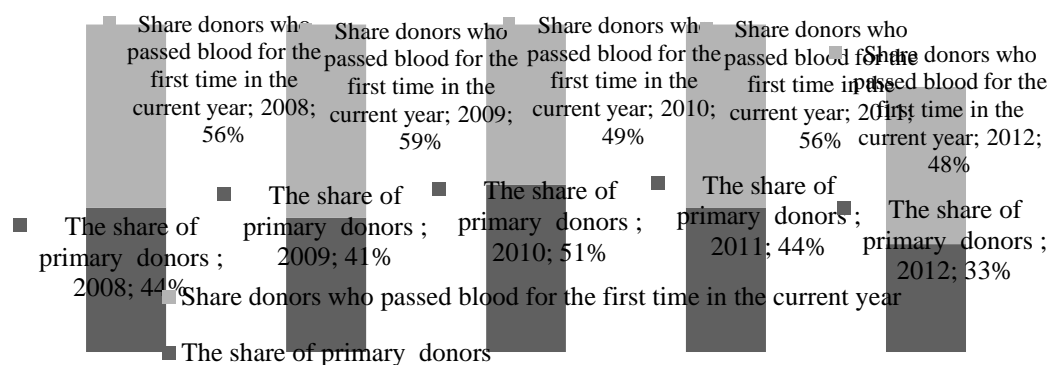 Share donors who
passed blood for the
first time in the
current year; 2008;
56%
Share donors who
passed blood for the
first time in the
current year; 2009;
59%
Share donors who
passed blood for the
first time in the
current year; 2010;
49%
Share donors who
passed blood for the
first time in the
current year; 2011;
56%
Share donors who
passed blood for the
first time in the
current year; 2012;
48%
The share of
primary donors ;
2008; 44%
The share of
primary donors ;
2009; 41%
The share of
primary donors ;
2010; 51%
The share of
primary donors ;
2011; 44%
The share of
primary donors ;
2012; 33%
Share donors who passed blood for the first time in the current year
The share of primary donors